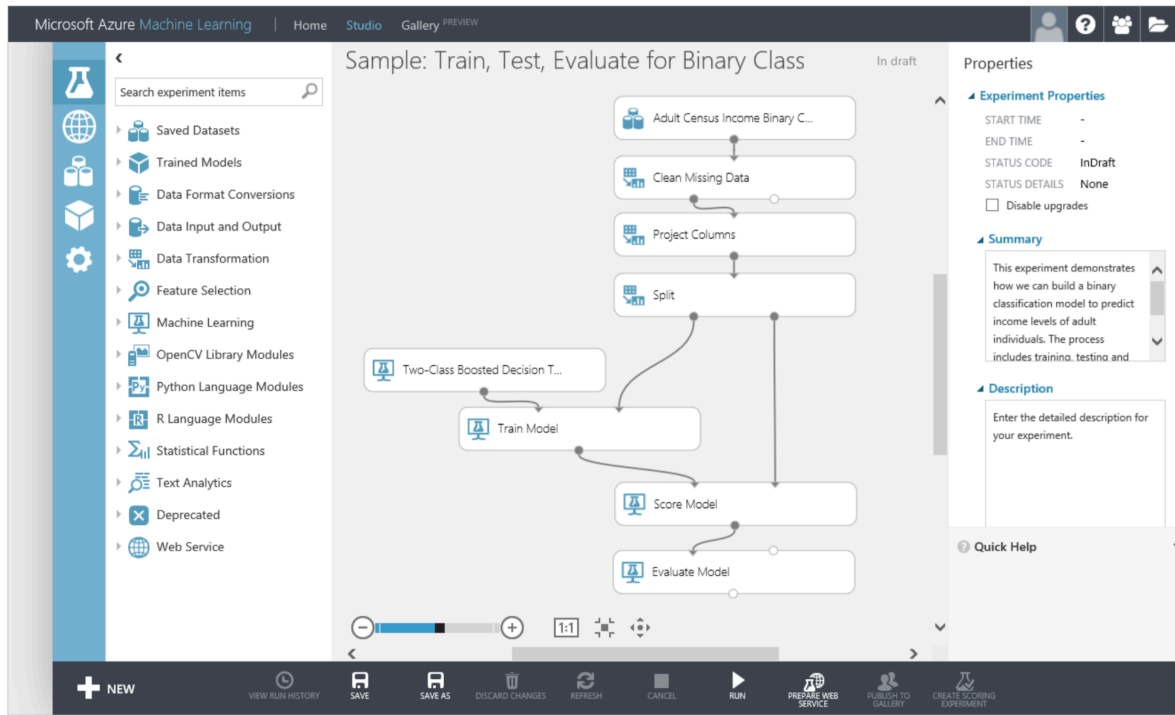 Microsoft Azure Machine Learning | Home Studio Gallery PREVIEW
Search experiment items
Saved Datasets
Trained Models
Data Format Conversions
Data Input and Output
Data Transformation
Feature Selection
Machine Learning
OpenCV Library Modules
Python Language Modules
R Language Modules
Statistical Functions
Text Analytics
Deprecated
Web Service
Sample: Train, Test, Evaluate for Binary Class
In draft
Adult Census Income Binary C...
Clean Missing Data
Project Columns
Split
Two-Class Boosted Decision T...
Train Model
Score Model
Evaluate Model
1:1
Properties
Experiment Properties
START TIME -
END TIME -
STATUS CODE InDraft
STATUS DETAILS None
Disable upgrades
Summary
This experiment demonstrates
how we can build a binary
classification model to predict
income levels of adult
individuals. The process
includes training, testing and
Description
Enter the detailed description for
your experiment.
Quick Help
NEW
VIEW RUN HISTORY
SAVE
SAVE AS
DISCARD CHANGES
REFRESH
CANCEL
RUN
PREPARE WEB
SERVICE
PUBLISH TO
GALLERY
CREATE SCORING
EXPERIMENT